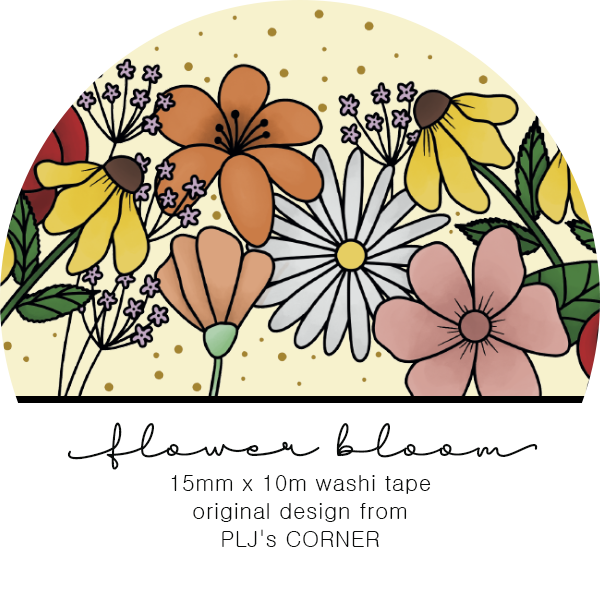 flower bloom
15mm x 10m washi tape
original design from
PLJ's CORNER